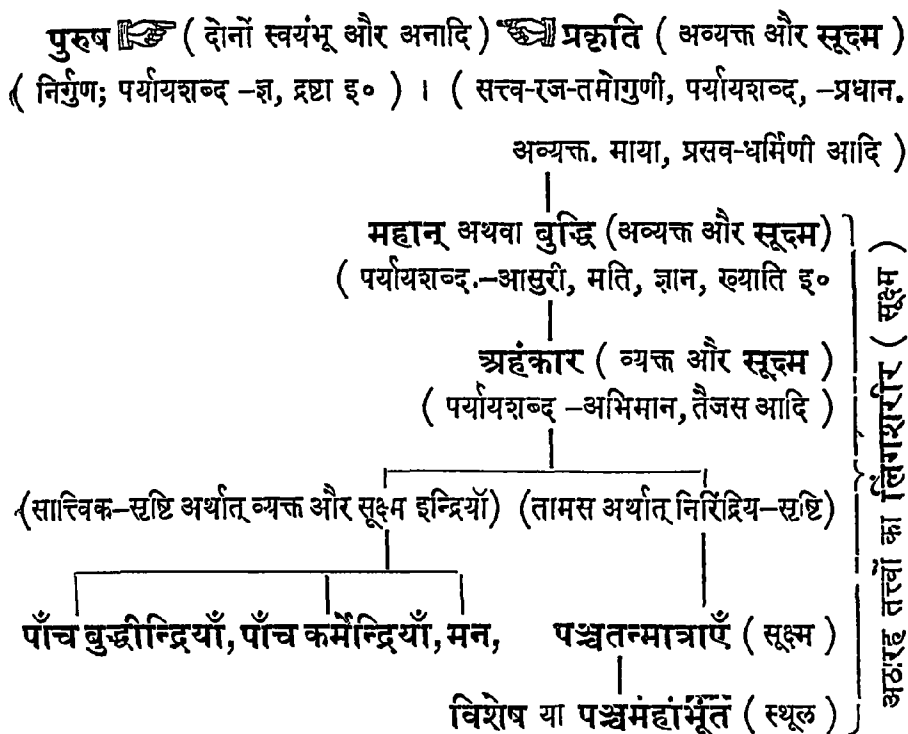 पुरुष ( दोनों स्वयंभू और अनादि ) प्रकृति ( अव्यक्त और सूक्ष्म )
( निर्गुण; पर्यायशब्द –ज्ञ, द्रष्टा इ० ) । ( सत्त्व-रज-तमोगुणी, पर्यायशब्द, –प्रधान.
अव्यक्त. माया, प्रसव-धर्मिणी आदि )
महान् अथवा बुद्धि (अव्यक्त और सूक्ष्म)
( पर्यायशब्द.–आसुरी, मति, ज्ञान, ख्याति इ०
अहंकार ( व्यक्त और सूक्ष्म )
( पर्यायशब्द –अभिमान, तैजस आदि )
(सात्त्विक–सृष्टि अर्थात् व्यक्त और सूक्ष्म इन्द्रियाँ) (तामस अर्थात् निरिंद्रिय–सृष्टि)
पाँच बुद्धीन्द्रियाँ, पाँच कर्मेन्द्रियाँ, मन, पञ्चतन्मात्राएँ ( सूक्ष्म )
विशेष या पञ्चमंहांभूत ( स्थूल )
अठारह तत्त्वों का लिंगशरीर ( सूक्ष्म )